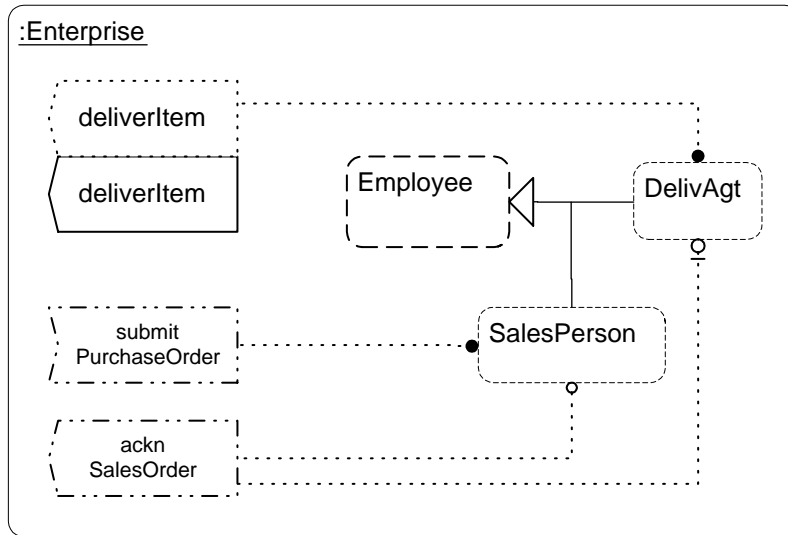 :Enterprise
deliverItem
deliverItem
Employee
DelivAgt
submit
PurchaseOrder
SalesPerson
ackn
SalesOrder